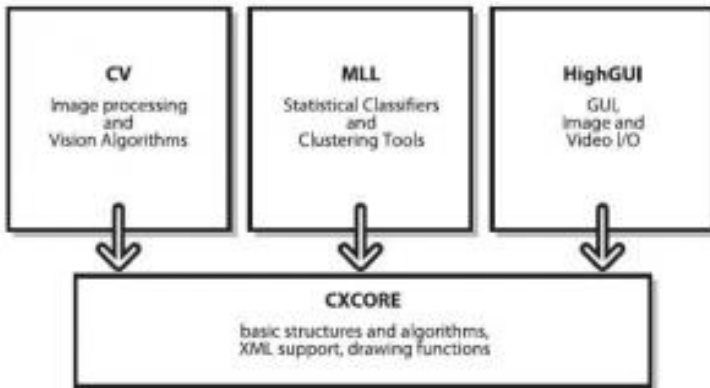 CV
Image processing
and
Vision Algorithms
MLL
Statistical Classifiers
and
Clustering Tools
HighGUI
GUI,
Image and
Video I/O
CXCORE
basic structures and algorithms,
XML support, drawing functions